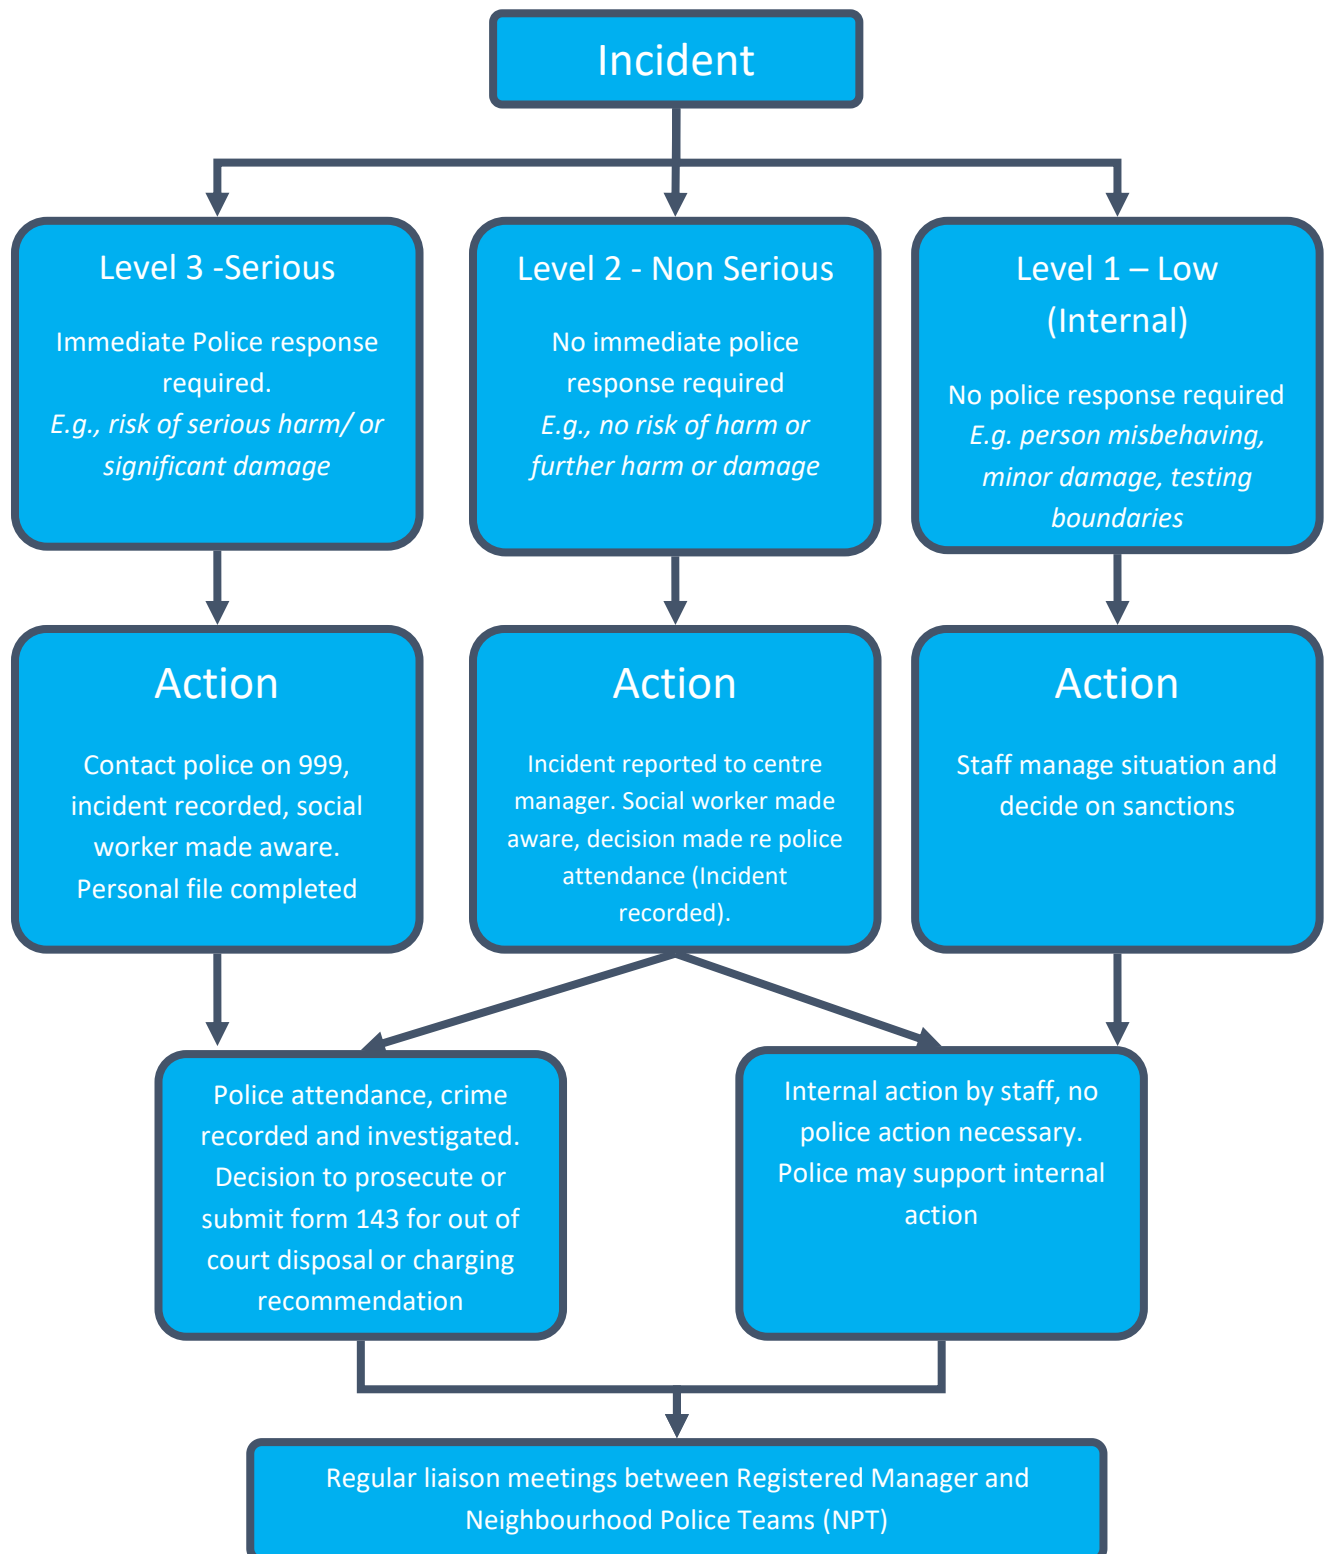 Incident
Level 3 -Serious
Immediate Police response
required.
E.g., risk of serious harm/ or
significant damage
Level 2 - Non Serious
No immediate police
response required
E.g., no risk of harm or
further harm or damage
Level 1 – Low
(Internal)
No police response required
E.g. person misbehaving,
minor damage, testing
boundaries
Action
Contact police on 999,
incident recorded, social
worker made aware.
Personal file completed
Action
Incident reported to centre
manager. Social worker made
aware, decision made re police
attendance (Incident
recorded).
Action
Staff manage situation and
decide on sanctions
Police attendance, crime
recorded and investigated.
Decision to prosecute or
submit form 143 for out of
court disposal or charging
recommendation
Internal action by staff, no
police action necessary.
Police may support internal
action
Regular liaison meetings between Registered Manager and
Neighbourhood Police Teams (NPT)